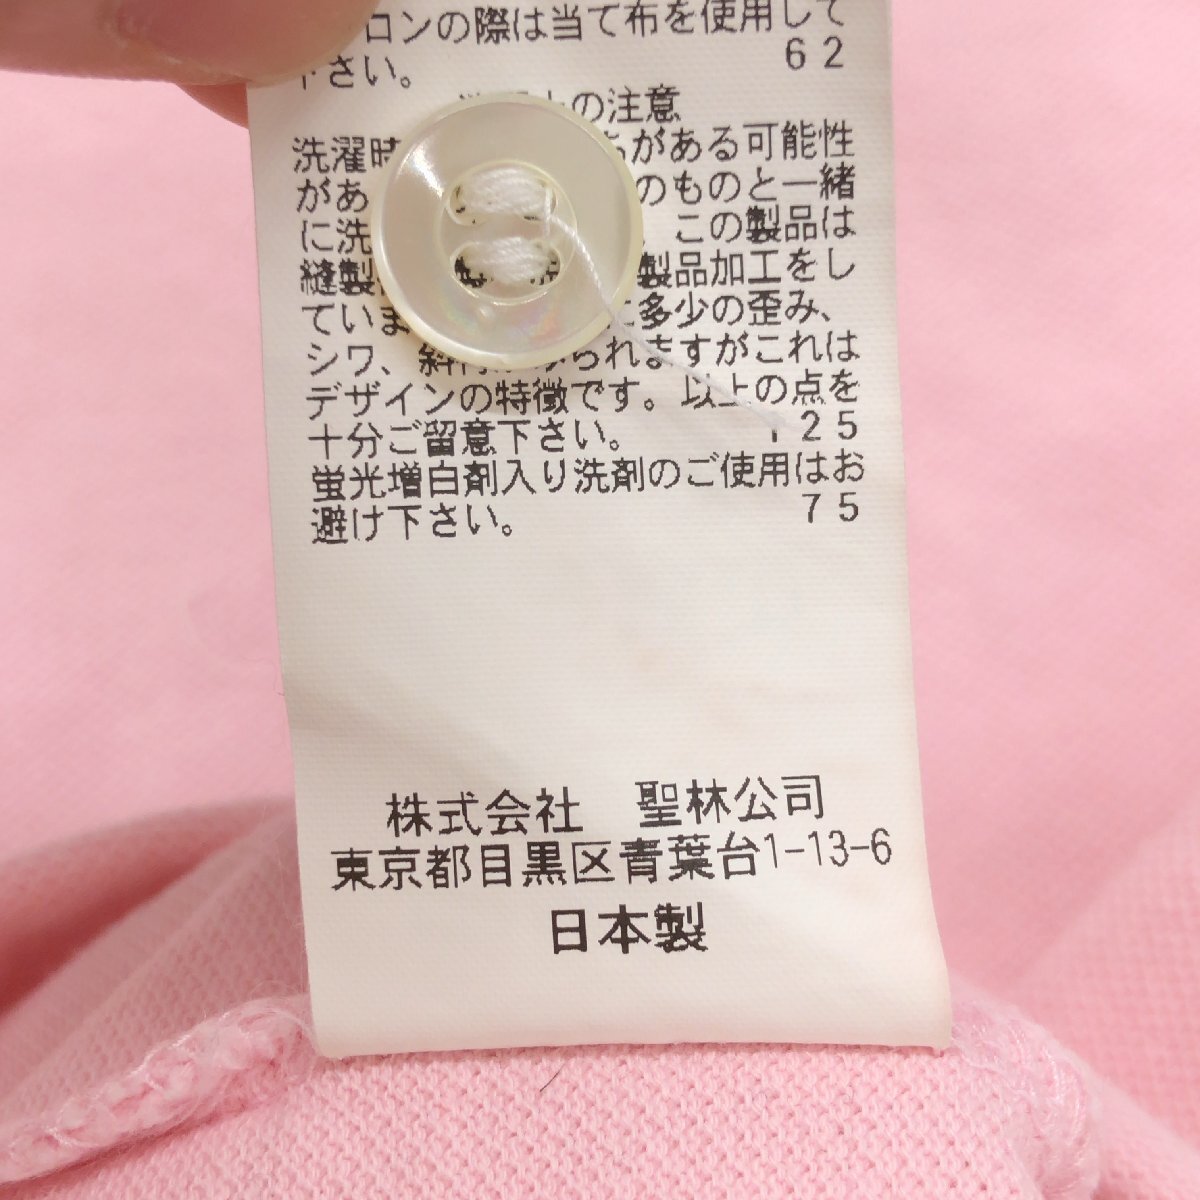 ロンの際は当て布を使用して
下さい。 62
の注意
洗濯時 がある可能性
があ のものと一緒
に洗 この製品は
縫製 製品加工をし
ていま 多少の歪み、
シワ、斜 られますがこれは
デザインの特徴です。以上の点を
十分ご留意下さい。 125
蛍光増白剤入り洗剤のご使用はお
避け下さい。 75
株式会社 聖林公司
東京都目黒区青葉台1-13-6
日本製